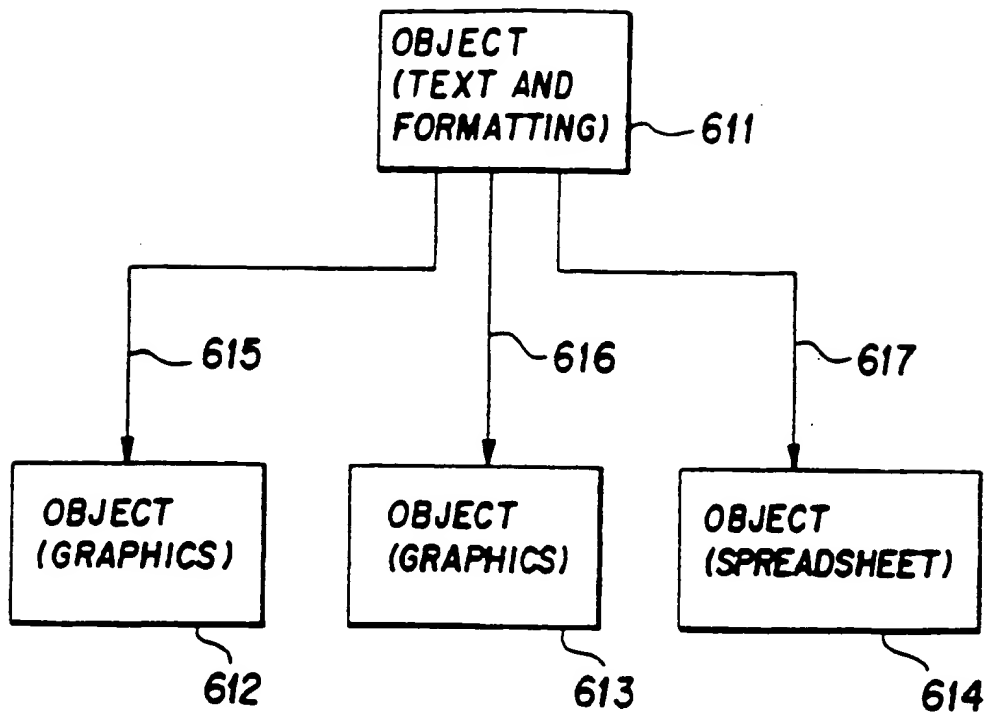 OBJECT
(TEXT AND
FORMATTING)
611
615
616
617
OBJECT
(GRAPHICS)
OBJECT
(GRAPHICS)
OBJECT
(SPREADSHEET)
612
613
614